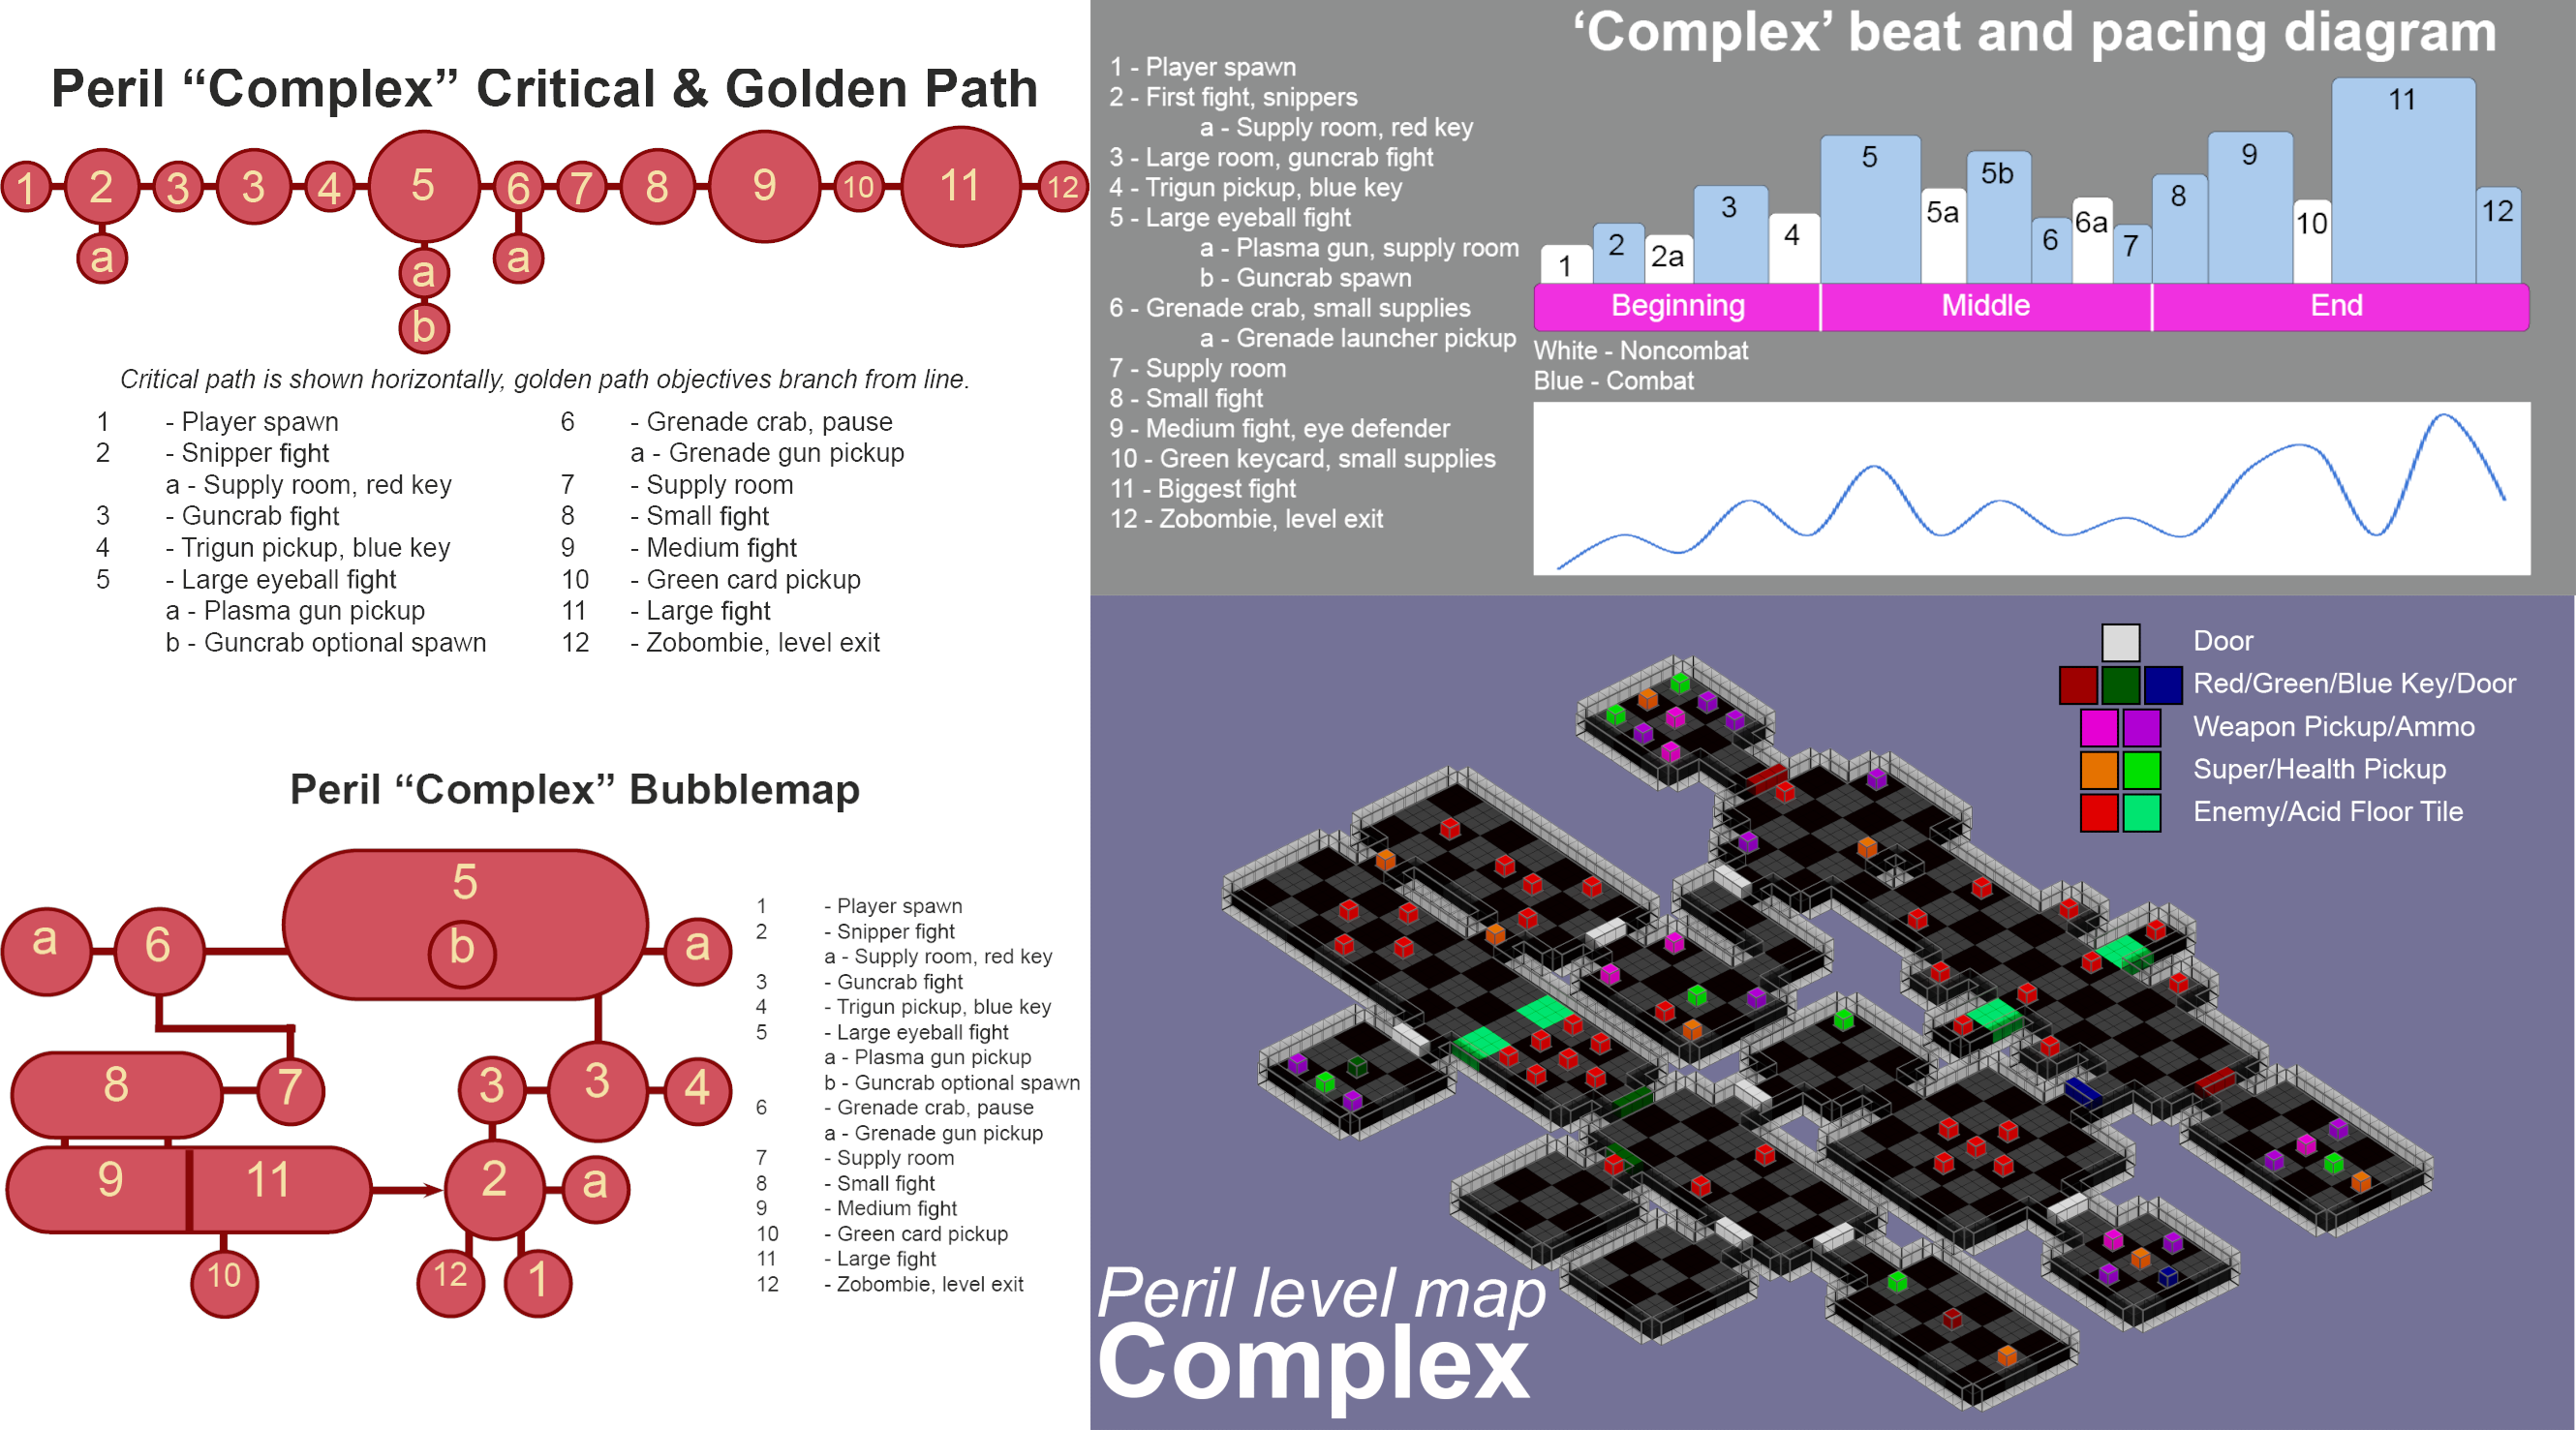 Peril “Complex” Critical & Golden Path
1 2 3 3 4 5 6 7 8 9 10 11 12
a a a
b
Critical path is shown horizontally, golden path objectives branch from line.
1 - Player spawn
2 - Snipper fight
a - Supply room, red key
3 - Guncrab fight
4 - Trigun pickup, blue key
5 - Large eyeball fight
a - Plasma gun pickup
b - Guncrab optional spawn
6 - Grenade crab, pause
a - Grenade gun pickup
7 - Supply room
8 - Small fight
9 - Medium fight
10 - Green card pickup
11 - Large fight
12 - Zobombie, level exit
Peril “Complex” Bubblemap
5
a 6 b a
8 7 3 3 4
9 11 2 a
10 12 1
1 - Player spawn
2 - Snipper fight
a - Supply room, red key
3 - Guncrab fight
4 - Trigun pickup, blue key
5 - Large eyeball fight
a - Plasma gun pickup
b - Guncrab optional spawn
6 - Grenade crab, pause
a - Grenade gun pickup
7 - Supply room
8 - Small fight
9 - Medium fight
10 - Green card pickup
11 - Large fight
12 - Zobombie, level exit
‘Complex’ beat and pacing diagram
1 - Player spawn
2 - First fight, snippers
a - Supply room, red key
3 - Large room, guncrab fight
4 - Trigun pickup, blue key
5 - Large eyeball fight
a - Plasma gun, supply room
b - Guncrab spawn
6 - Grenade crab, small supplies
a - Grenade launcher pickup
7 - Supply room
8 - Small fight
9 - Medium fight, eye defender
10 - Green keycard, small supplies
11 - Biggest fight
12 - Zobombie, level exit
1 2 2a 3 4 5 5a 5b 6 6a 7 8 9 10 11 12
Beginning Middle End
White - Noncombat
Blue - Combat
Door
Red/Green/Blue Key/Door
Weapon Pickup/Ammo
Super/Health Pickup
Enemy/Acid Floor Tile
Peril level map
Complex